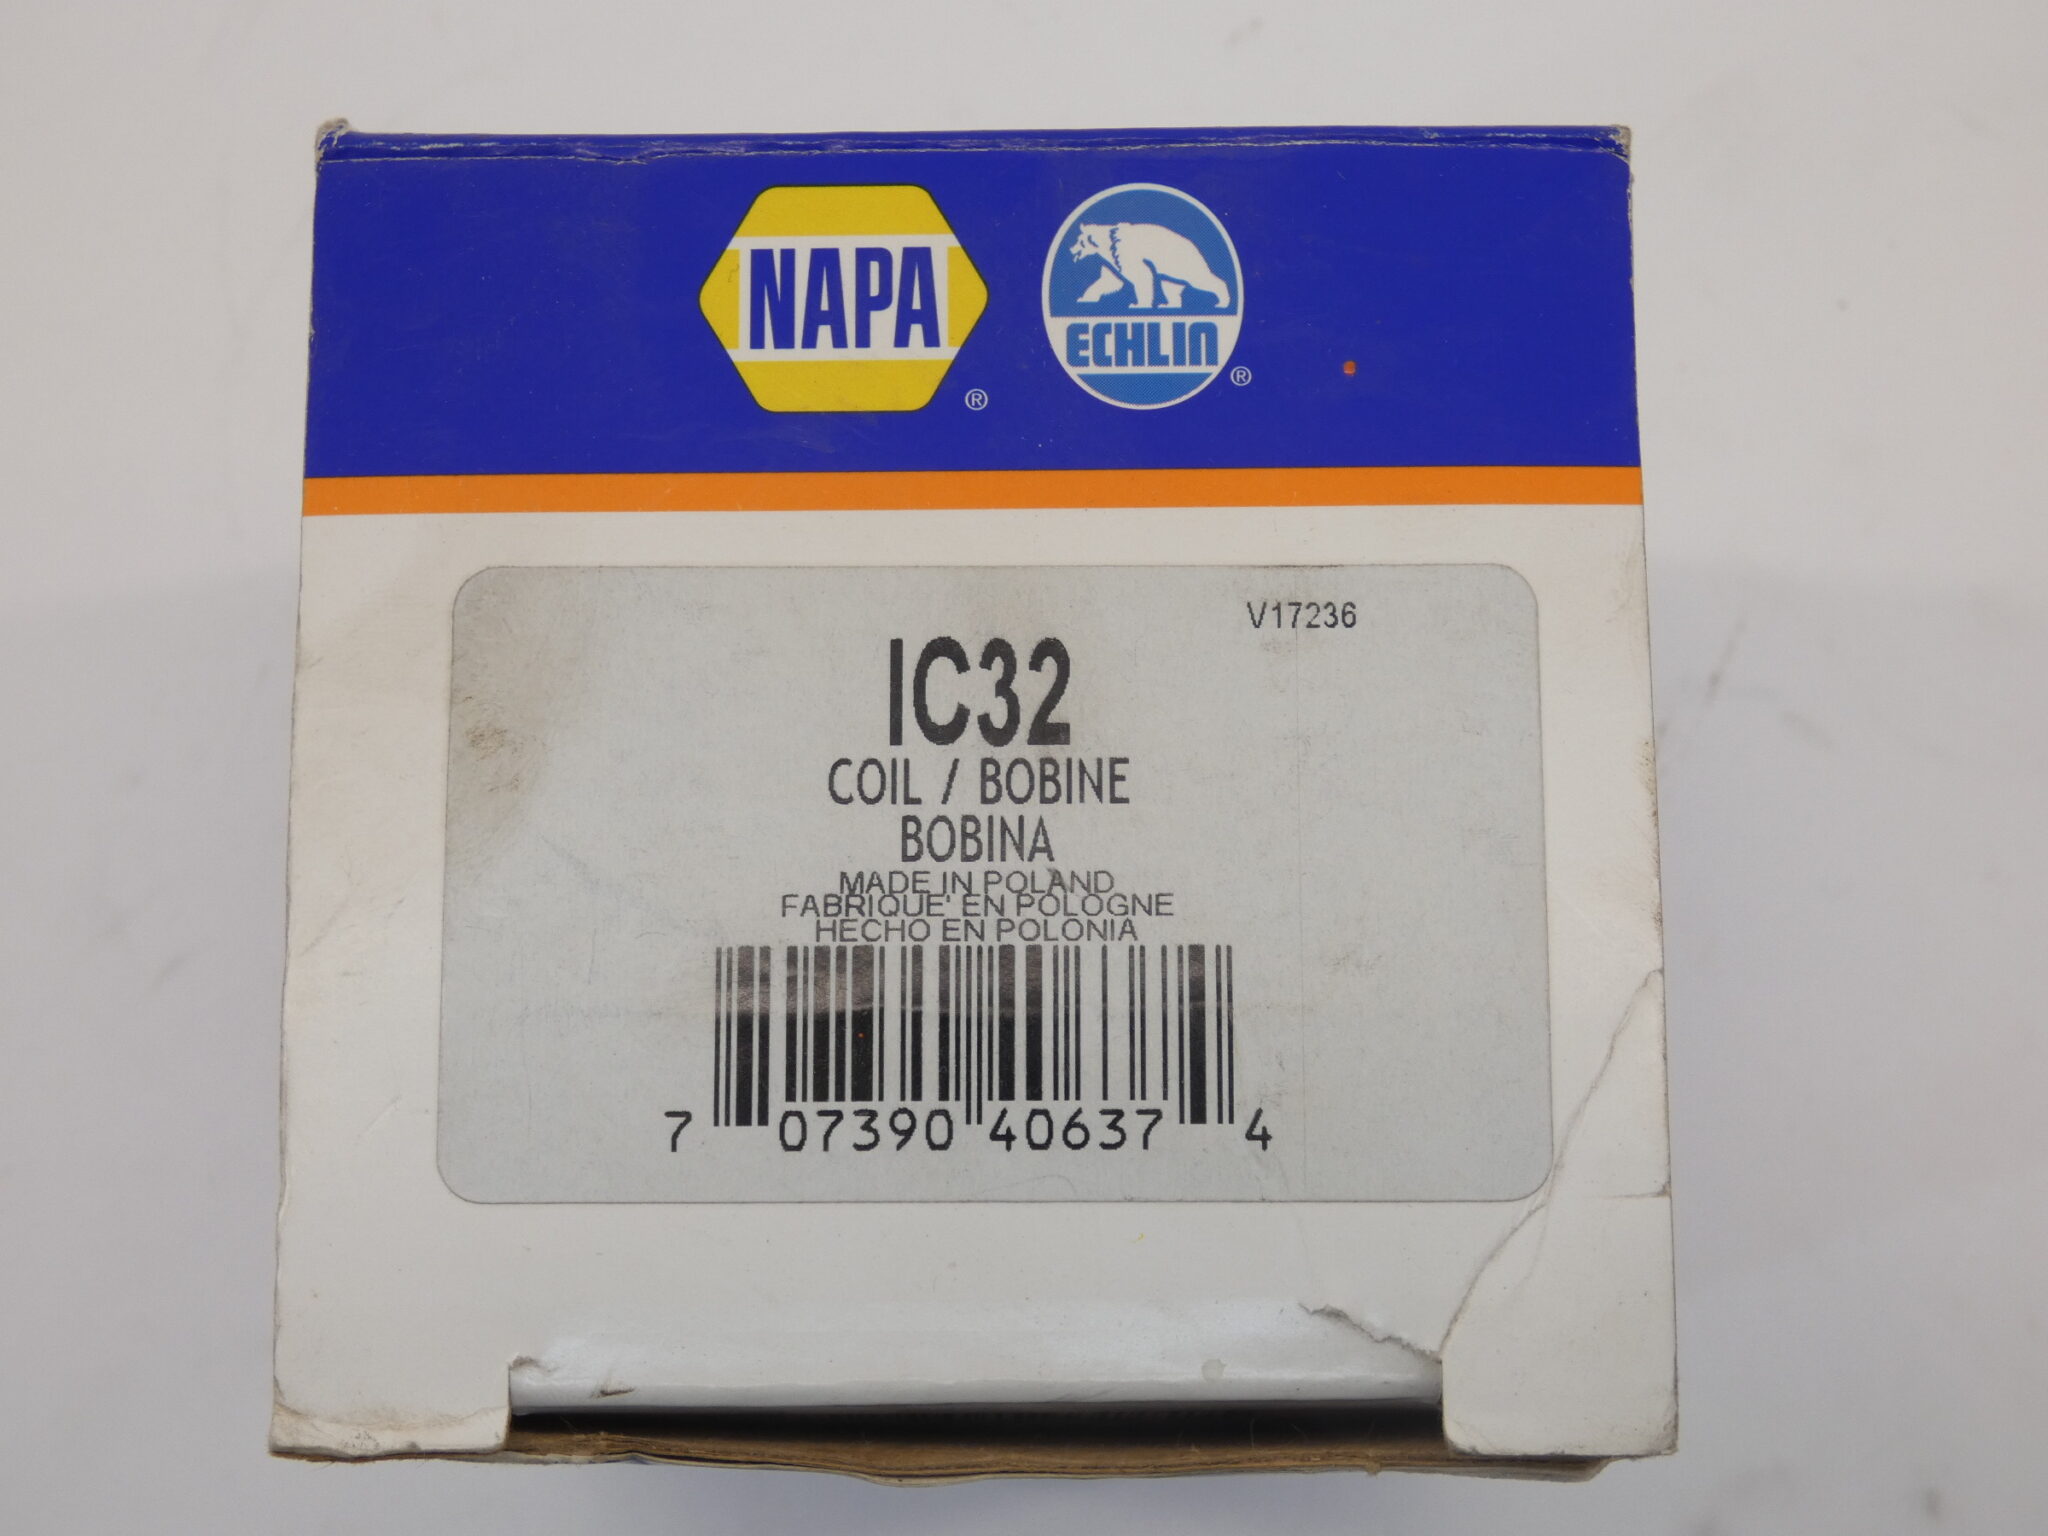 NAPA ®
ECHLIN ®
V17236
IC32
COIL / BOBINE
BOBINA
MADE IN POLAND
FABRIQUE' EN POLOGNE
HECHO EN POLONIA
7 07390 40637 4